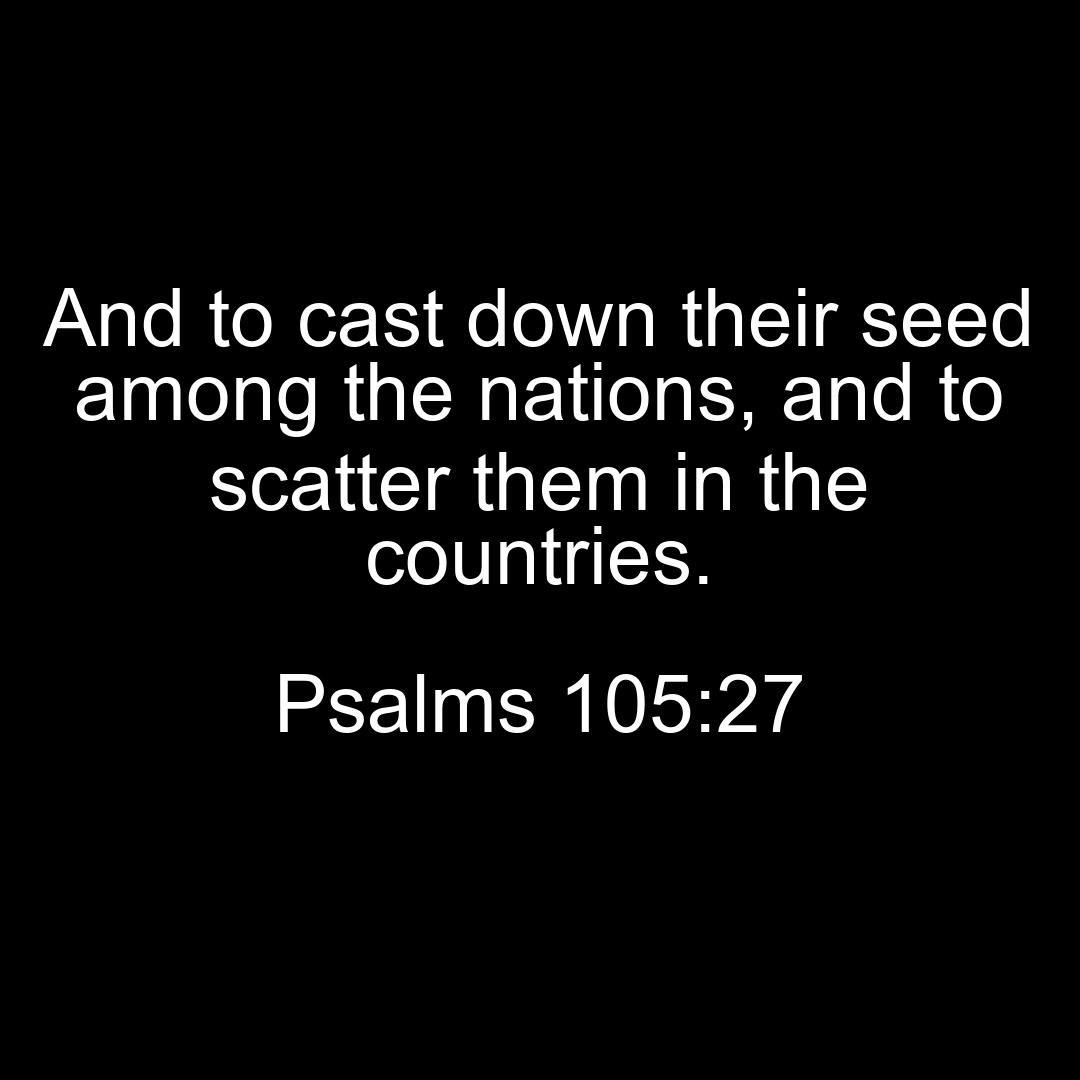 And to cast down their seed
among the nations, and to
scatter them in the
countries.
Psalms 105:27